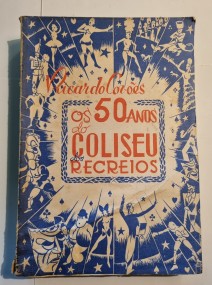 Ricardo Covões
OS 50 ANOS
do
COLISEU
dos
RECREIOS